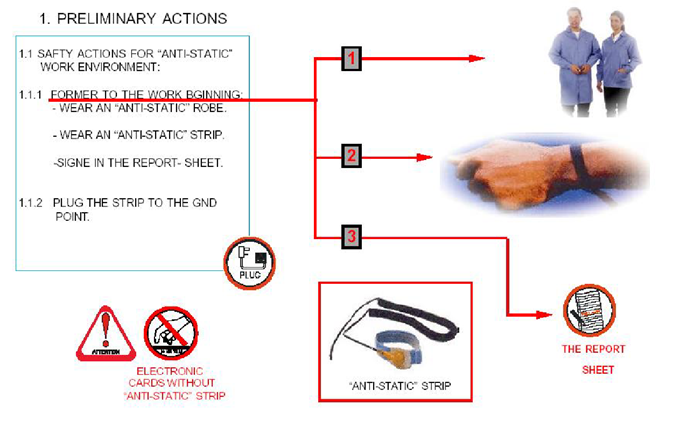 1. PRELIMINARY ACTIONS
1.1 SAFTY ACTIONS FOR "ANTI-STATIC"
WORK ENVIRONMENT:
1.1.1 FORMER TO THE WORK BGINNING:
- WEAR AN "ANTI-STATIC" ROBE.
- WEAR AN "ANTI-STATIC" STRIP.
-SIGNE IN THE REPORT- SHEET.
1.1.2 PLUG THE STRIP TO THE GND
POINT.
PLUG
1
2
3
ATTENTION
ELECTRONIC
CARDS WITHOUT
"ANTI-STATIC" STRIP
"ANTI-STATIC" STRIP
THE REPORT
SHEET